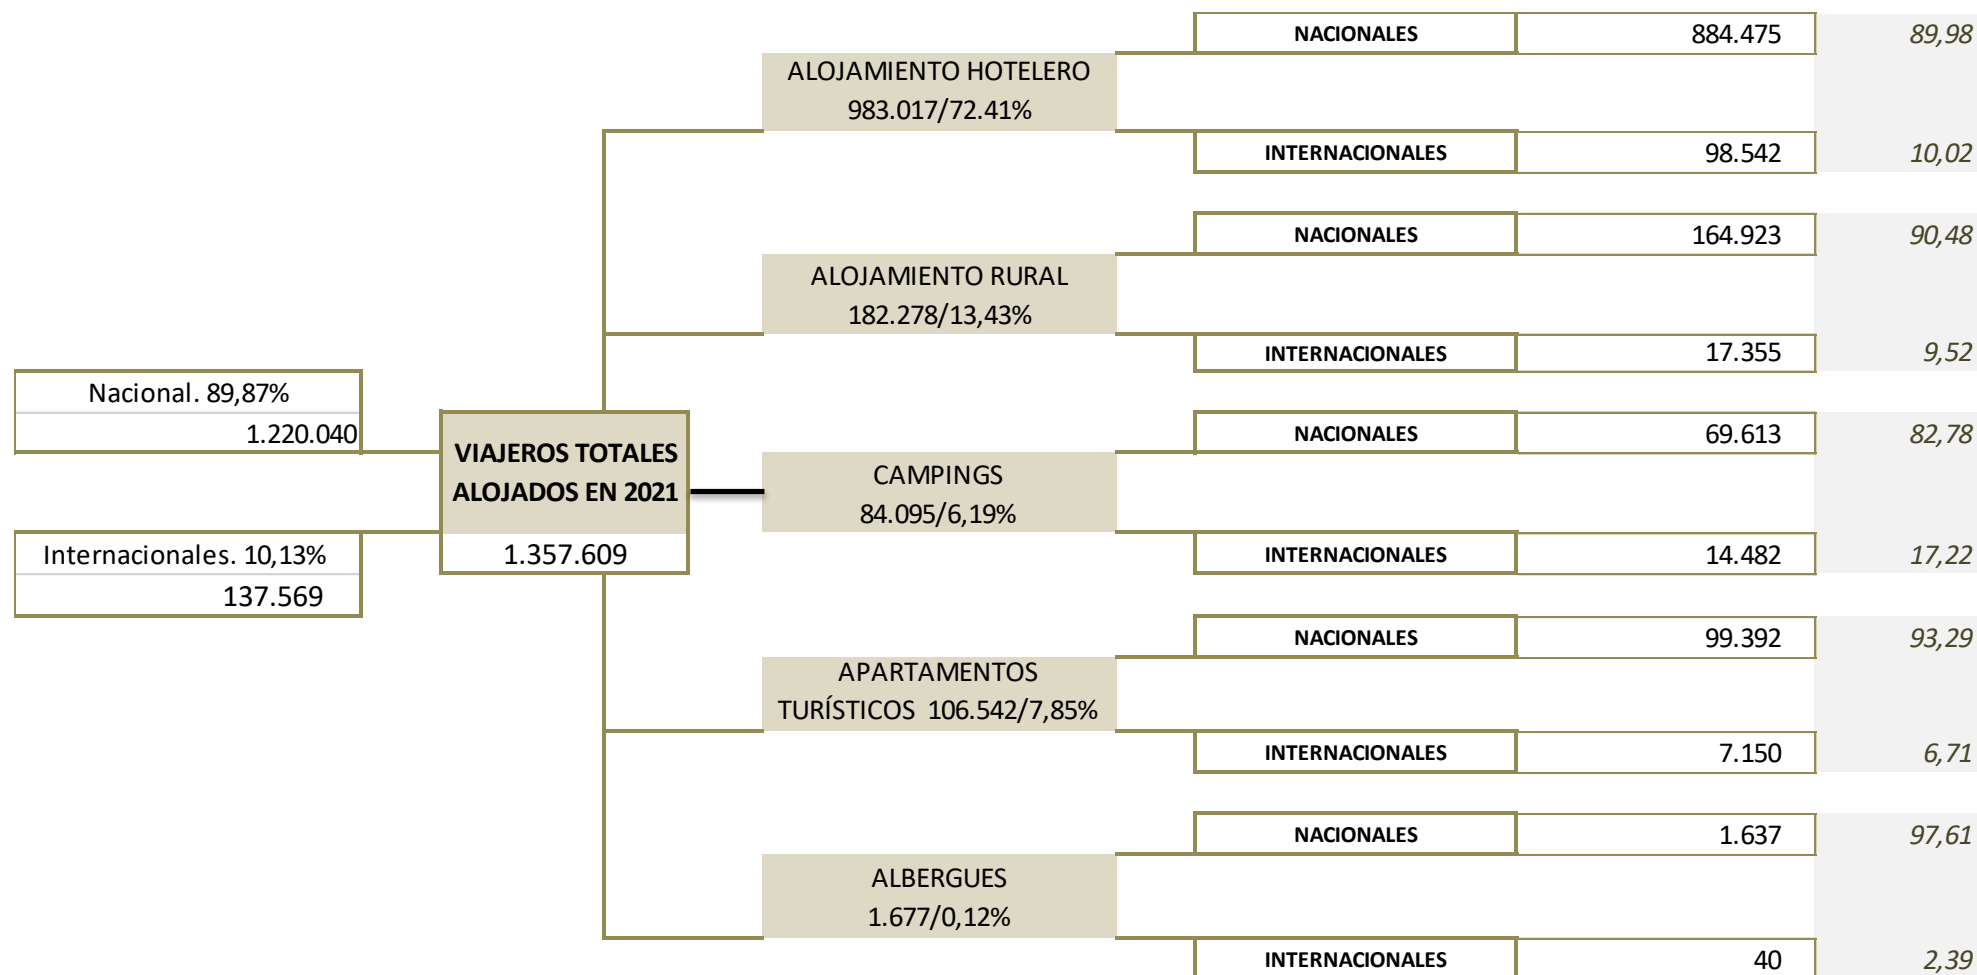 NACIONALES 884.475 89,98
ALOJAMIENTO HOTELERO
983.017/72.41%
INTERNACIONALES 98.542 10,02
NACIONALES 164.923 90,48
ALOJAMIENTO RURAL
182.278/13,43%
INTERNACIONALES 17.355 9,52
Nacional. 89,87%
1.220.040
VIAJEROS TOTALES
ALOJADOS EN 2021
1.357.609
Internacionales. 10,13%
137.569
NACIONALES 69.613 82,78
CAMPINGS
84.095/6,19%
INTERNACIONALES 14.482 17,22
NACIONALES 99.392 93,29
APARTAMENTOS
TURÍSTICOS 106.542/7,85%
INTERNACIONALES 7.150 6,71
NACIONALES 1.637 97,61
ALBERGUES
1.677/0,12%
INTERNACIONALES 40 2,39